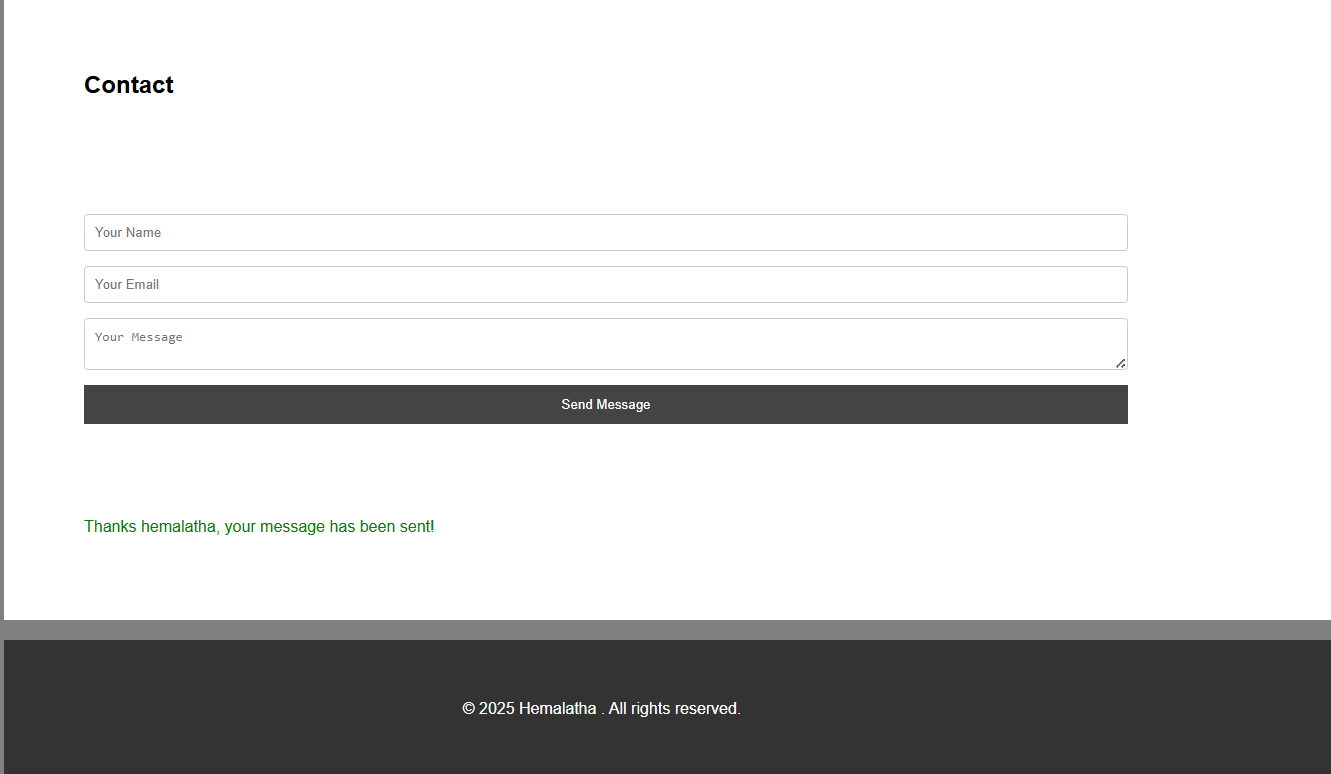 Contact
Your Name
Your Email
Your Message
Send Message
Thanks hemalatha, your message has been sent!
© 2025 Hemalatha . All rights reserved.